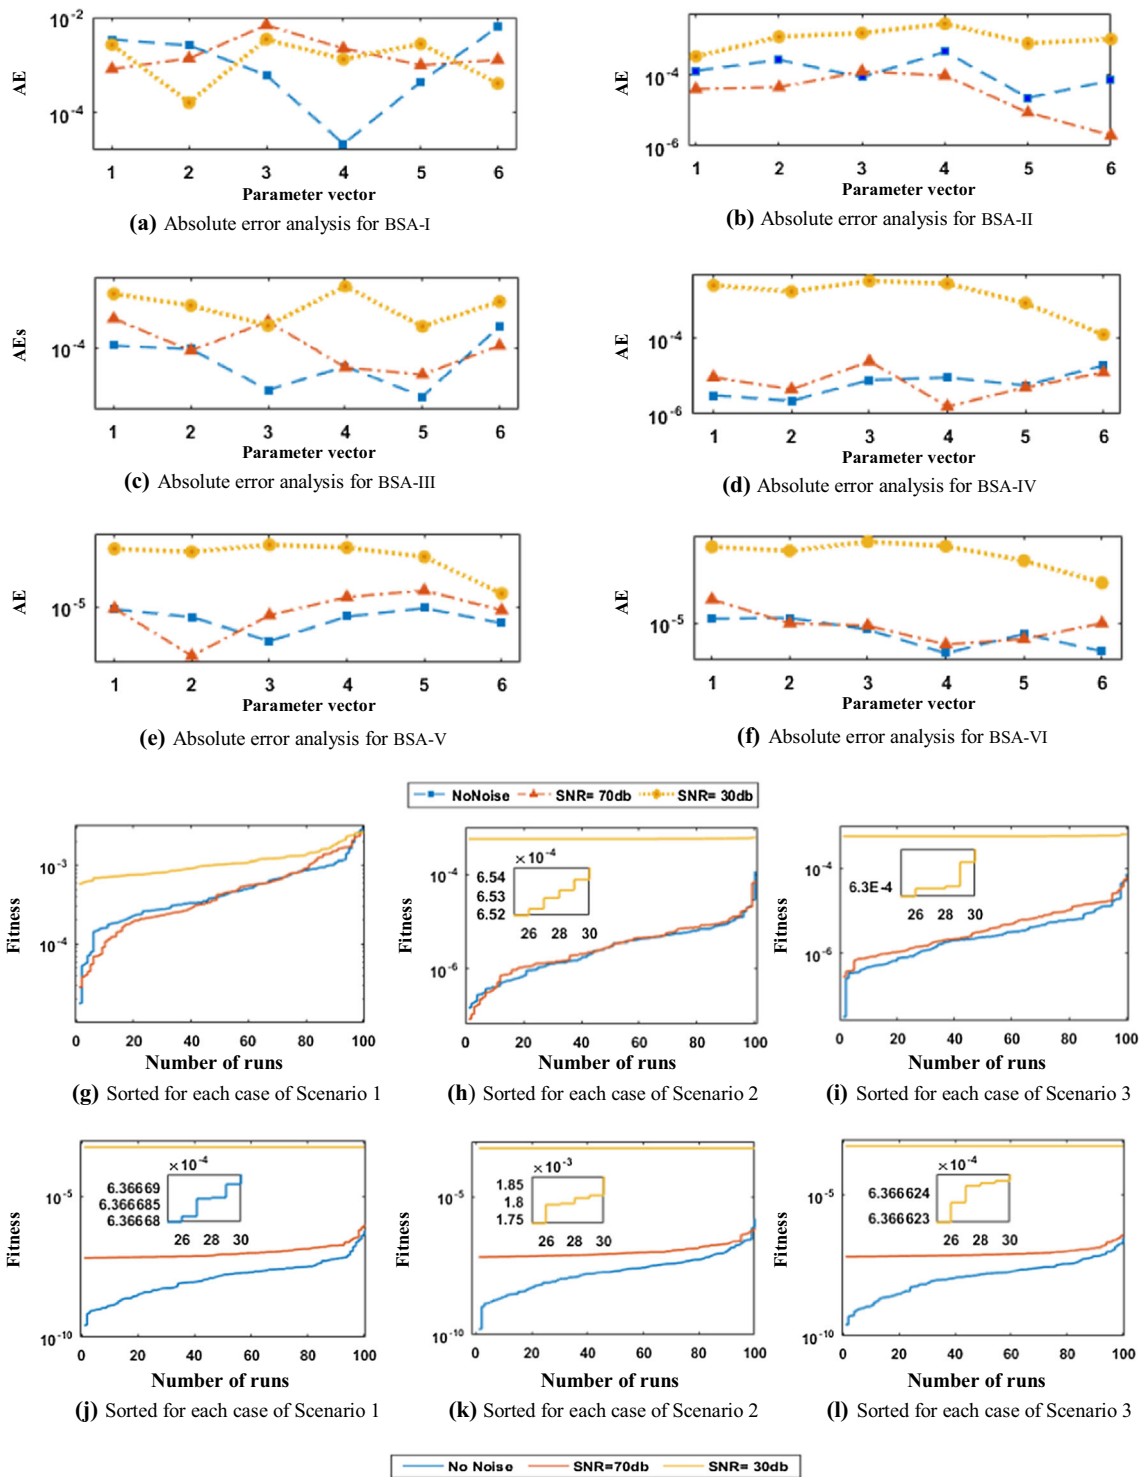 10-2
10-4
AE
1 2 3 4 5 6
Parameter vector
(a) Absolute error analysis for BSA-I
10-4
10-6
AE
1 2 3 4 5 6
Parameter vector
(b) Absolute error analysis for BSA-II
10-4
AEs
1 2 3 4 5 6
Parameter vector
(c) Absolute error analysis for BSA-III
10-4
10-6
AE
1 2 3 4 5 6
Parameter vector
(d) Absolute error analysis for BSA-IV
10-5
AE
1 2 3 4 5 6
Parameter vector
(e) Absolute error analysis for BSA-V
10-5
AE
1 2 3 4 5 6
Parameter vector
(f) Absolute error analysis for BSA-VI
NoNoise SNR= 70db SNR= 30db
10-3
10-4
Fitness
0 20 40 60 80 100
Number of runs
(g) Sorted for each case of Scenario 1
10-4
10-6
Fitness
× 10-4
6.54
6.53
6.52
26 28 30
0 20 40 60 80 100
Number of runs
(h) Sorted for each case of Scenario 2
10-4
10-6
Fitness
6.3E-4
26 28 30
0 20 40 60 80 100
Number of runs
(i) Sorted for each case of Scenario 3
10-5
10-10
Fitness
× 10-4
6.36669
6.366685
6.36668
26 28 30
0 20 40 60 80 100
Number of runs
(j) Sorted for each case of Scenario 1
10-5
10-10
Fitness
× 10-3
1.85
1.8
1.75
26 28 30
0 20 40 60 80 100
Number of runs
(k) Sorted for each case of Scenario 2
10-5
10-10
Fitness
× 10-4
6.366624
6.366623
26 28 30
0 20 40 60 80 100
Number of runs
(l) Sorted for each case of Scenario 3
No Noise SNR=70db SNR= 30db